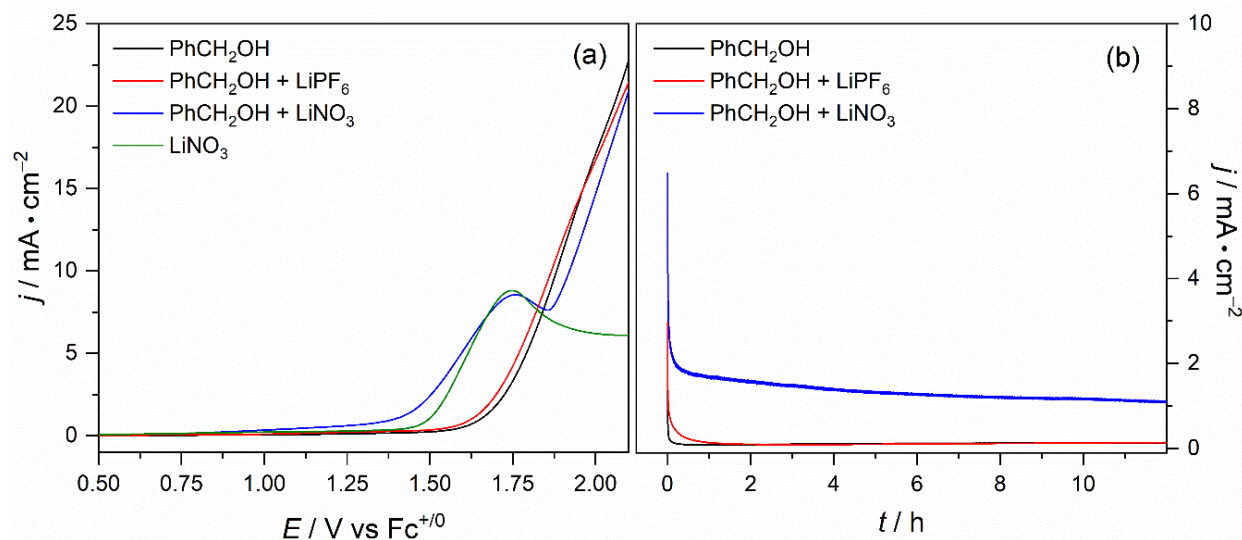 25
20
15
10
5
0
j / mA • cm⁻²
PhCH₂OH
PhCH₂OH + LiPF₆
PhCH₂OH + LiNO₃
LiNO₃
(a)
0.50 0.75 1.00 1.25 1.50 1.75 2.00
E / V vs Fc⁺ᐟ⁰
PhCH₂OH
PhCH₂OH + LiPF₆
PhCH₂OH + LiNO₃
(b)
10
8
6
4
2
0
j / mA • cm⁻²
0 2 4 6 8 10
t / h